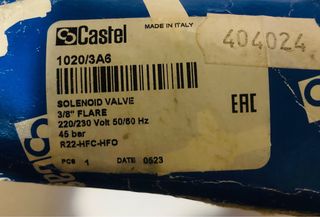 MADE IN ITALY
Castel
404024
1020/3A6
SOLENOID VALVE
3/8" FLARE
220/230 Volt 50/60 Hz
45 bar
R22-HFC-HFO
EAC
PCS 1 DATE 0523
Cast